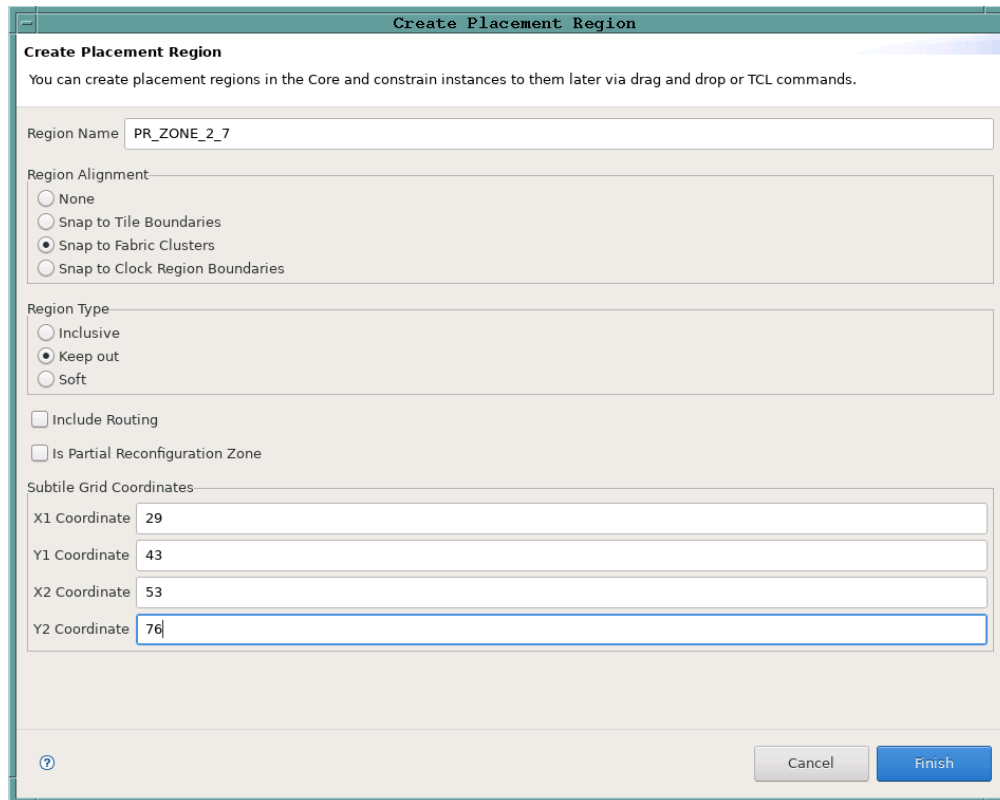 Create Placement Region
Create Placement Region
You can create placement regions in the Core and constrain instances to them later via drag and drop or TCL commands.
Region Name PR_ZONE_2_7
Region Alignment
None
Snap to Tile Boundaries
Snap to Fabric Clusters
Snap to Clock Region Boundaries
Region Type
Inclusive
Keep out
Soft
Include Routing
Is Partial Reconfiguration Zone
Subtile Grid Coordinates
X1 Coordinate 29
Y1 Coordinate 43
X2 Coordinate 53
Y2 Coordinate 76
? Cancel Finish